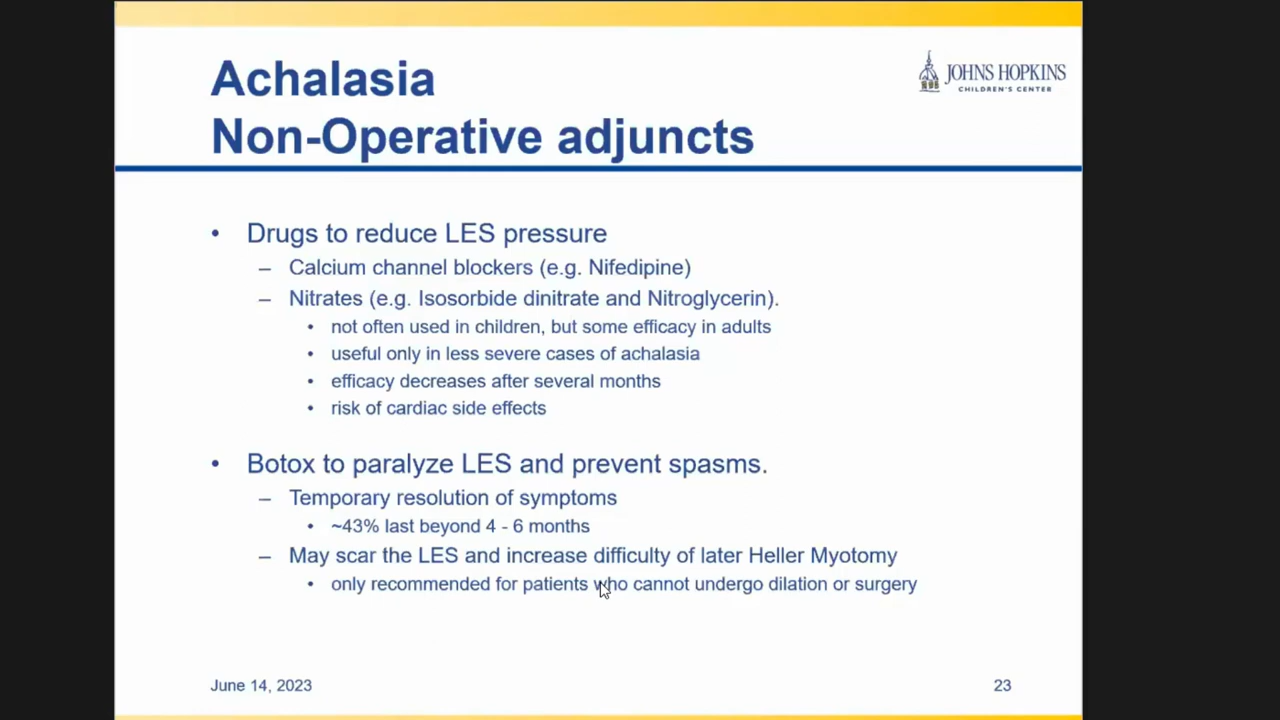 Achalasia
Non-Operative adjuncts
JOHNS HOPKINS
CHILDREN'S CENTER
• Drugs to reduce LES pressure
– Calcium channel blockers (e.g. Nifedipine)
– Nitrates (e.g. Isosorbide dinitrate and Nitroglycerin).
• not often used in children, but some efficacy in adults
• useful only in less severe cases of achalasia
• efficacy decreases after several months
• risk of cardiac side effects
• Botox to paralyze LES and prevent spasms.
– Temporary resolution of symptoms
• ~43% last beyond 4 - 6 months
– May scar the LES and increase difficulty of later Heller Myotomy
• only recommended for patients who cannot undergo dilation or surgery
June 14, 2023
23